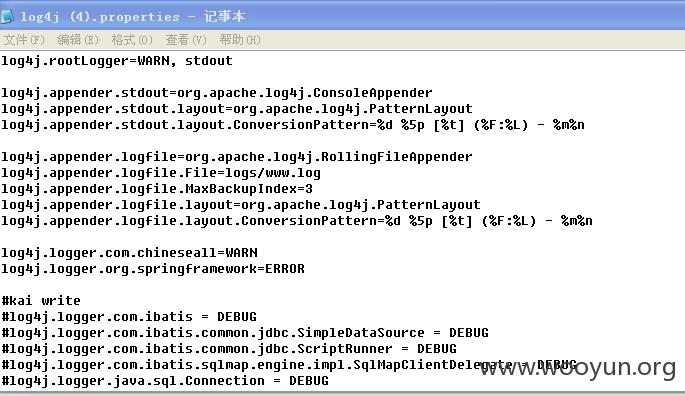 log4j (4).properties - 记事本
文件(F) 编辑(E) 格式(O) 查看(V) 帮助(H)
log4j.rootLogger=WARN, stdout
log4j.appender.stdout=org.apache.log4j.ConsoleAppender
log4j.appender.stdout.layout=org.apache.log4j.PatternLayout
log4j.appender.stdout.layout.ConversionPattern=%d %5p [%t] (%F:%L) - %m%n
log4j.appender.logfile=org.apache.log4j.RollingFileAppender
log4j.appender.logfile.File=logs/www.log
log4j.appender.logfile.MaxBackupIndex=3
log4j.appender.logfile.layout=org.apache.log4j.PatternLayout
log4j.appender.logfile.layout.ConversionPattern=%d %5p [%t] (%F:%L) - %m%n
log4j.logger.com.chineseall=WARN
log4j.logger.org.springframework=ERROR
#kai write
#log4j.logger.com.ibatis = DEBUG
#log4j.logger.com.ibatis.common.jdbc.SimpleDataSource = DEBUG
#log4j.logger.com.ibatis.common.jdbc.ScriptRunner = DEBUG
#log4j.logger.com.ibatis.sqlmap.engine.impl.SqlMapClientDelegate = DEBUG
#log4j.logger.java.sql.Connection = DEBUG
www.wooyun.org